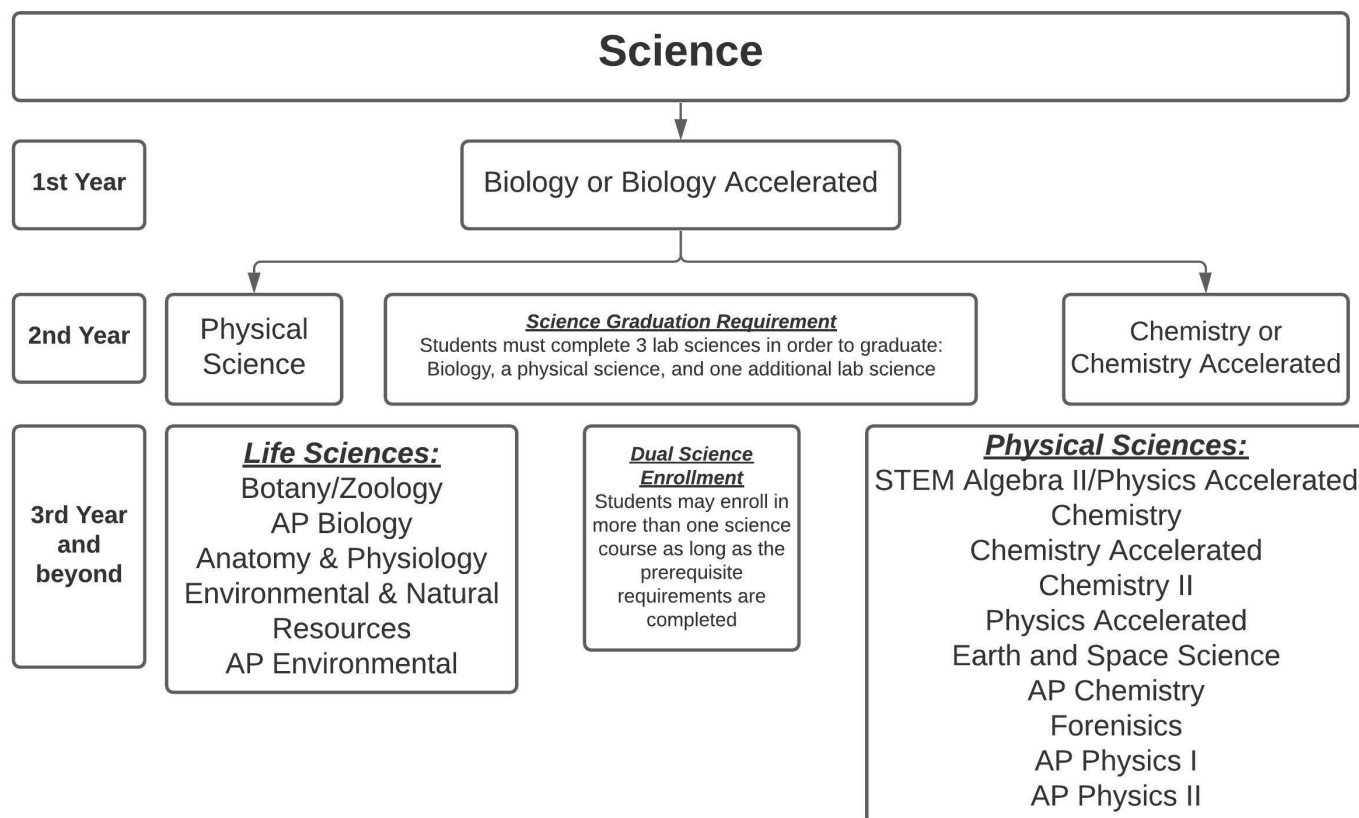 Science
1st Year
Biology or Biology Accelerated
2nd Year
Physical
Science
Science Graduation Requirement
Students must complete 3 lab sciences in order to graduate:
Biology, a physical science, and one additional lab science
Chemistry or
Chemistry Accelerated
3rd Year
and
beyond
Life Sciences:
Botany/Zoology
AP Biology
Anatomy & Physiology
Environmental & Natural
Resources
AP Environmental
Dual Science
Enrollment
Students may enroll in
more than one science
course as long as the
prerequisite
requirements are
completed
Physical Sciences:
STEM Algebra II/Physics Accelerated
Chemistry
Chemistry Accelerated
Chemistry II
Physics Accelerated
Earth and Space Science
AP Chemistry
Forenisics
AP Physics I
AP Physics II